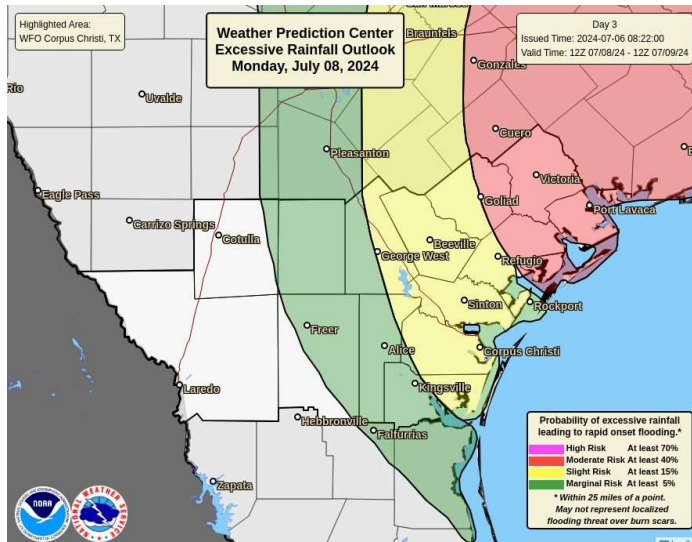 Highlighted Area:
WFO Corpus Christi, TX
Weather Prediction Center
Excessive Rainfall Outlook
Monday, July 08, 2024
Day 3
Issued Time: 2024-07-06 08:22:00
Valid Time: 12Z 07/08/24 - 12Z 07/09/24
Braunfels
Gonzales
Rio
Uvalde
Cuero
Pleasanton
Victoria
Eagle Pass
Goliad
Port Lavaca
Carrizo Springs
Cotulla
Beeville
George West
Refugio
Sinton
Rockport
Freer
Alice
Corpus Christi
Laredo
Kingsville
Hebbronville
Falfurrias
Zapata
Probability of excessive rainfall
leading to rapid onset flooding.*
High Risk At least 70%
Moderate Risk At least 40%
Slight Risk At least 15%
Marginal Risk At least 5%
* Within 25 miles of a point.
May not represent localized
flooding threat over burn scars.
NOAA
NATIONAL WEATHER SERVICE